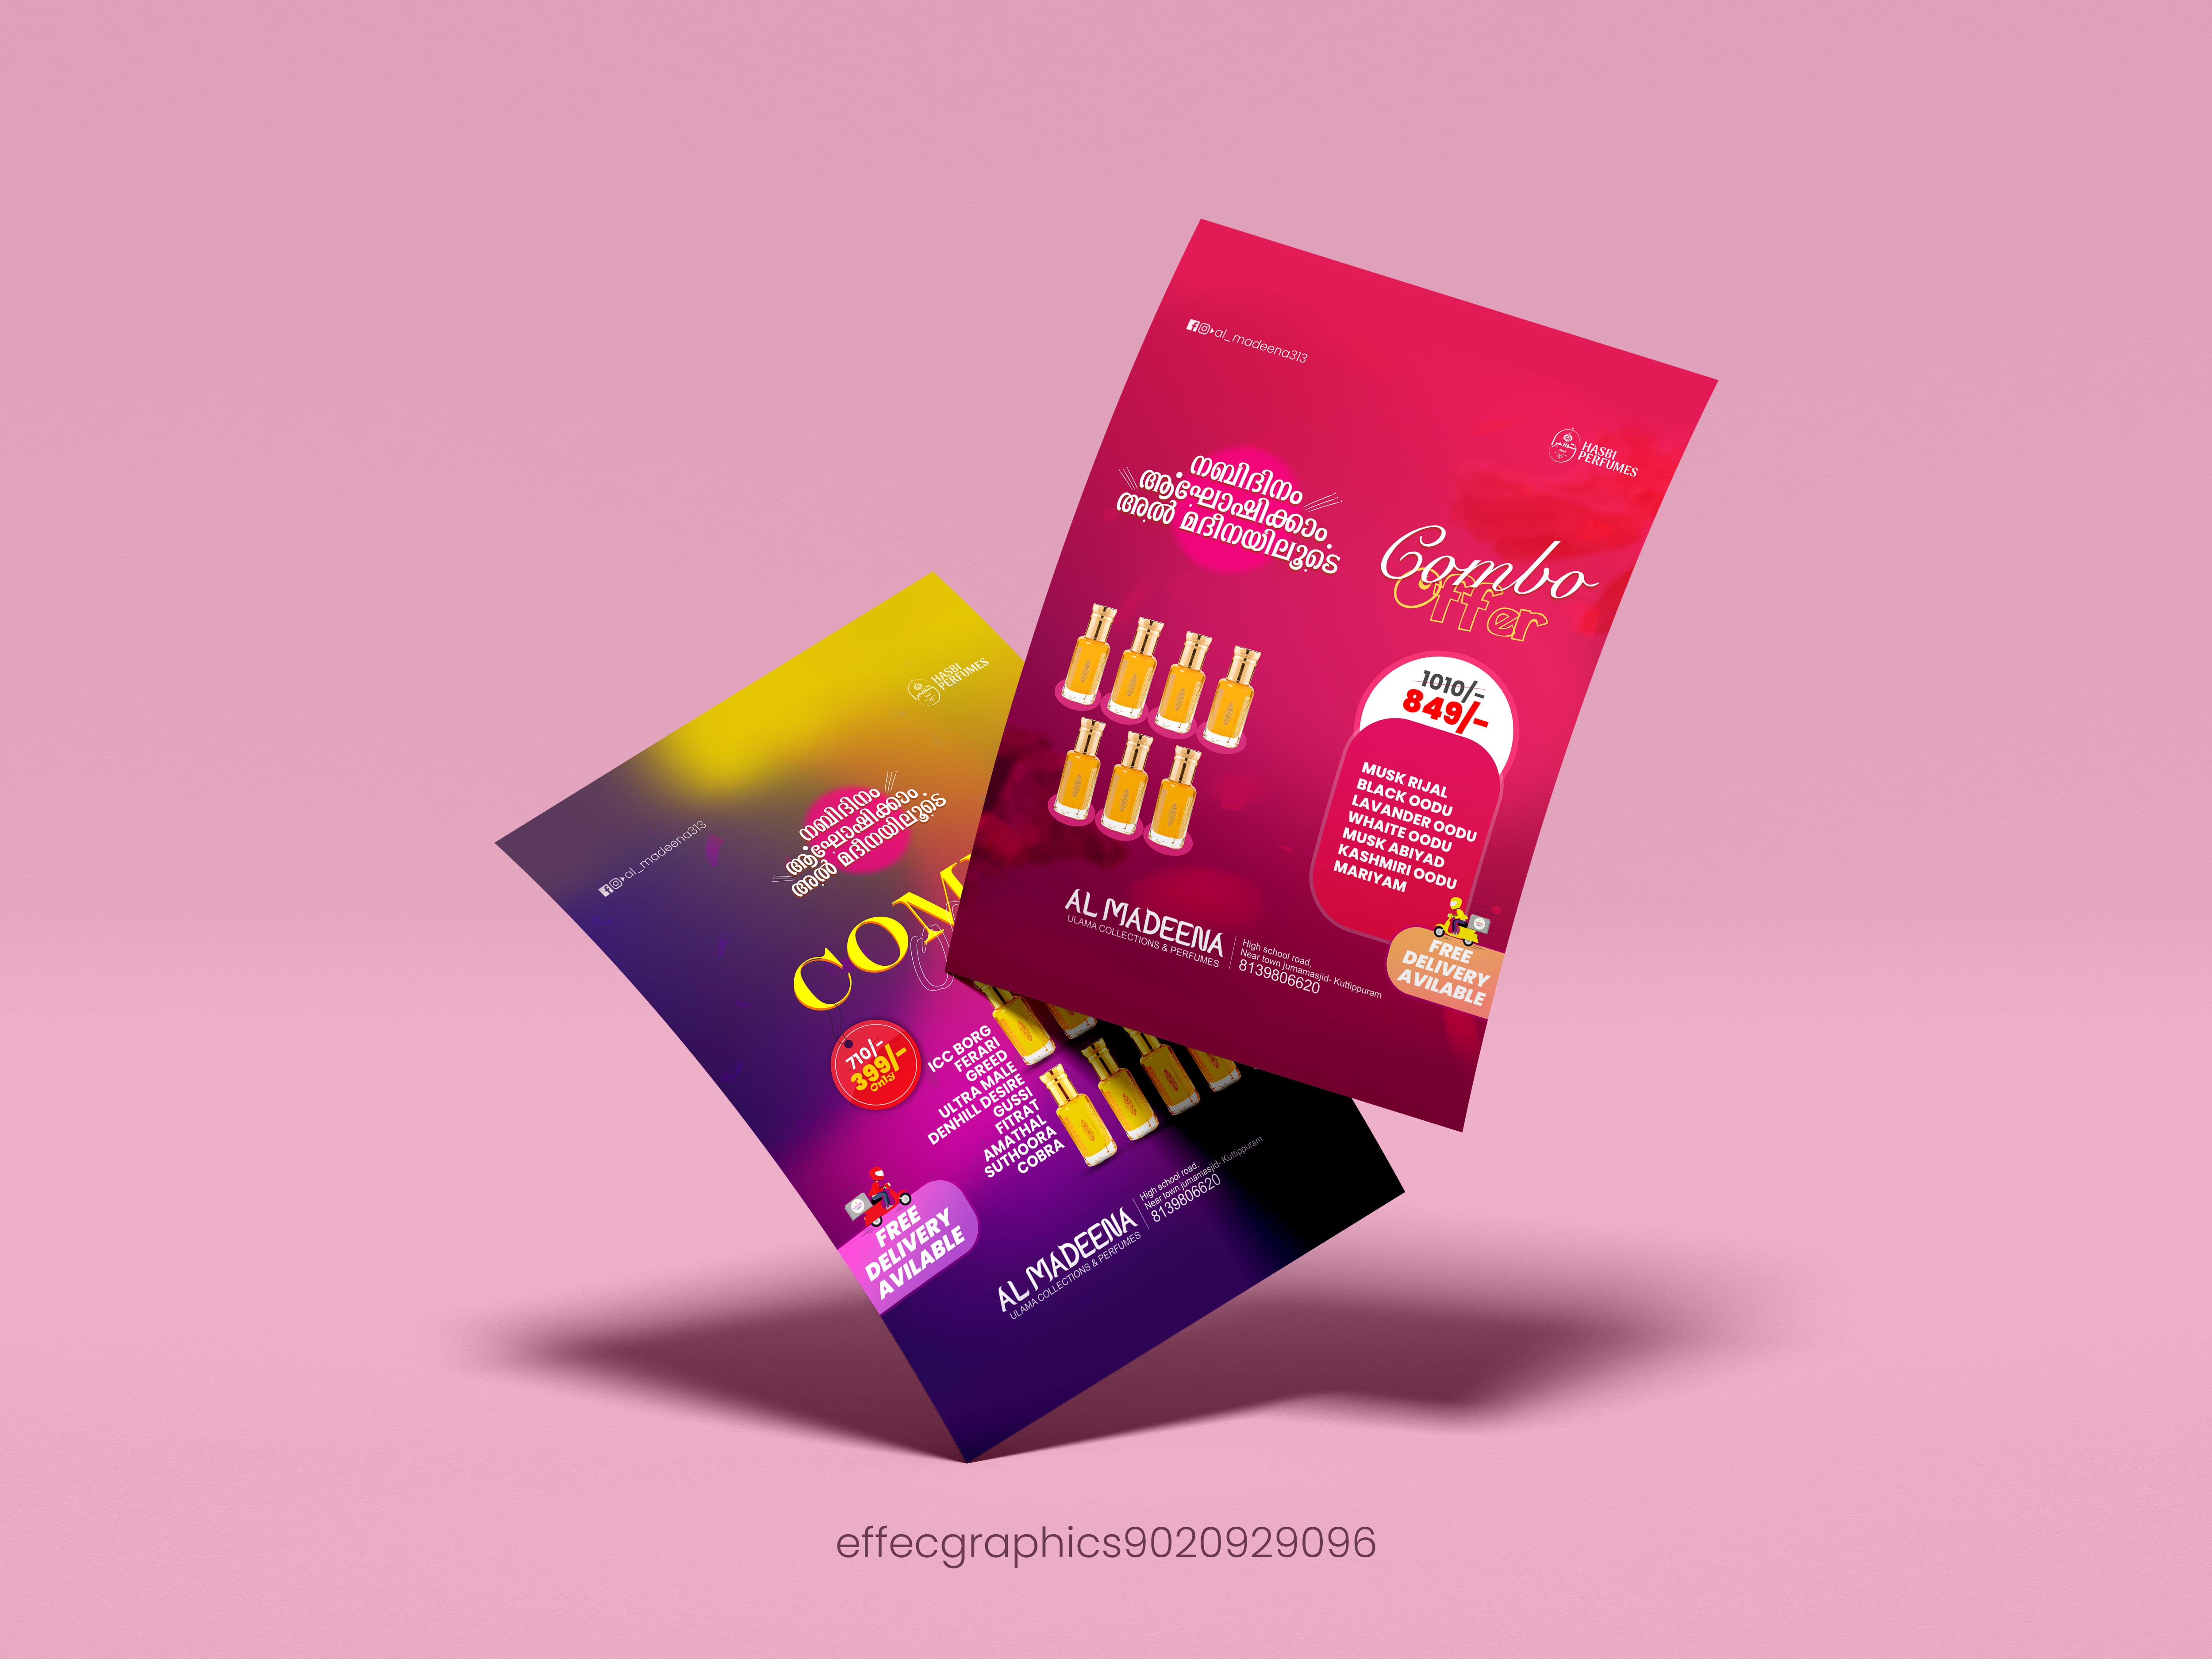 al_madeena313
HASBI
PERFUMES
നബിദിനം
ആഘോഷിക്കാം
അൽ മദീനയിലൂടെ
Combo
Offer
1010/-
849/-
MUSK RIJAL
BLACK OODU
LAVANDER OODU
WHAITE OODU
MUSK ABIYAD
KASHMIRI OODU
MARIYAM
FREE
DELIVERY
AVILABLE
AL MADEENA
ULAMA COLLECTIONS & PERFUMES
High school road,
Near town jumamasjid- Kuttippuram
8139806620
HASBI
PERFUMES
al_madeena313
നബിദിനം
ആഘോഷിക്കാം
അൽ മദീനയിലൂടെ
COM
710/-
399/-
only
ICC BORG
FERARI
GREED
ULTRA MALE
DENHILL DESIRE
GUSSI
FITRAT
AMATHAL
SUTHOORA
COBRA
FREE
DELIVERY
AVILABLE
AL MADEENA
ULAMA COLLECTIONS & PERFUMES
High school road,
Near town jumamasjid- Kuttippuram
8139806620
effecgraphics9020929096